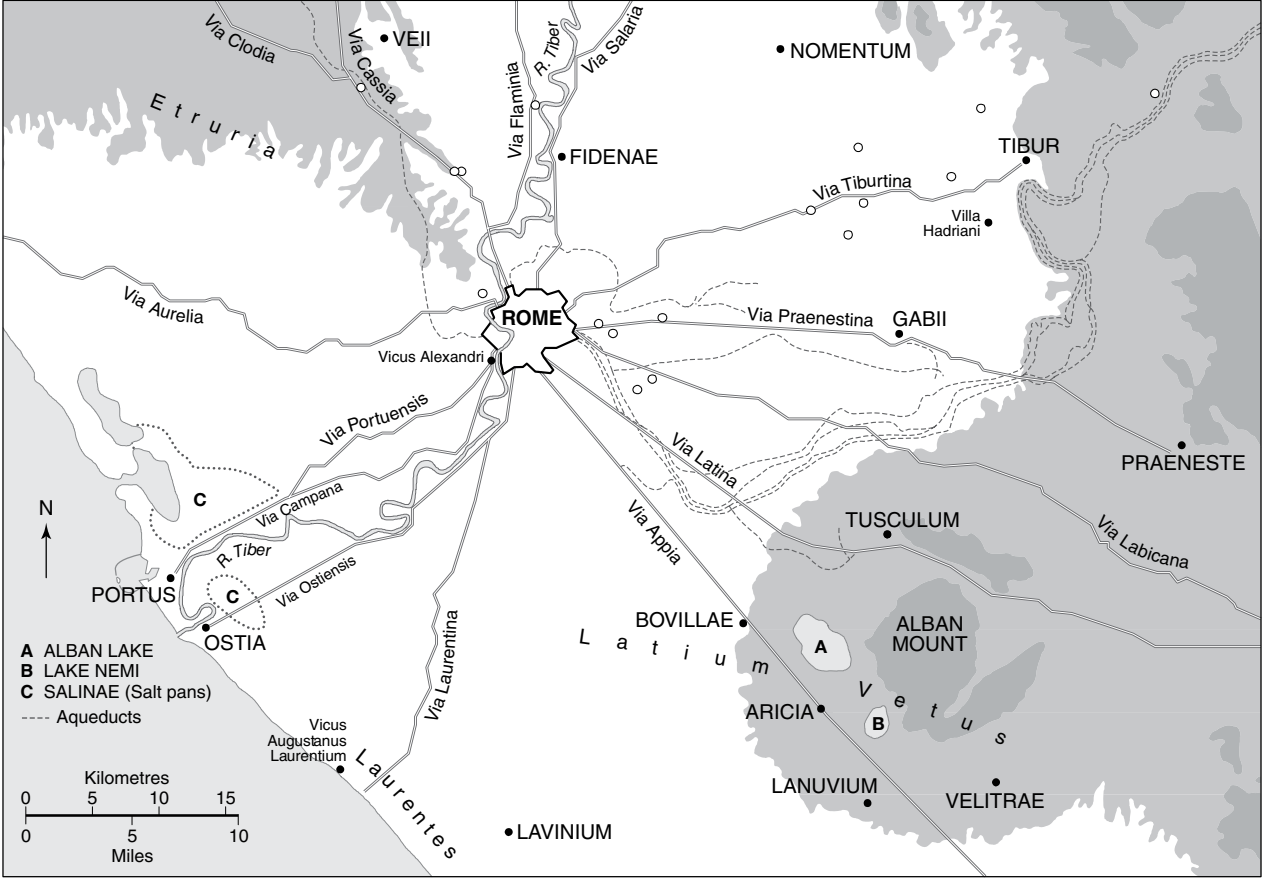 Via Clodia
Via Cassia
VEII
Via Flaminia
R. Tiber
Via Salaria
NOMENTUM
Etruria
FIDENAE
TIBUR
Via Tiburtina
Villa
Hadriani
Via Aurelia
ROME
Via Praenestina
GABII
Vicus Alexandri
Via Portuensis
Via Latina
PRAENESTE
C
Via Campana
N
Via Appia
TUSCULUM
Via Labicana
R. Tiber
PORTUS
C
Via Ostiensis
OSTIA
BOVILLAE
ALBAN
MOUNT
A
Latium
Vetus
A ALBAN LAKE
B LAKE NEMI
C SALINAE (Salt pans)
Aqueducts
Via Laurentina
ARICIA
B
Vicus
Augustanus
Laurentium
Laurentes
Kilometres
0 5 10 15
0 5 10
Miles
LANUVIUM
VELITRAE
LAVINIUM